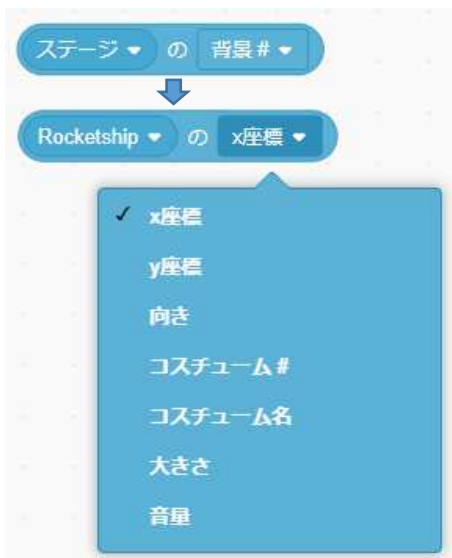 ステージ の 背景 #
Rocketship の x座標
✓ x座標
y座標
向き
コスチューム #
コスチューム名
大きさ
音量